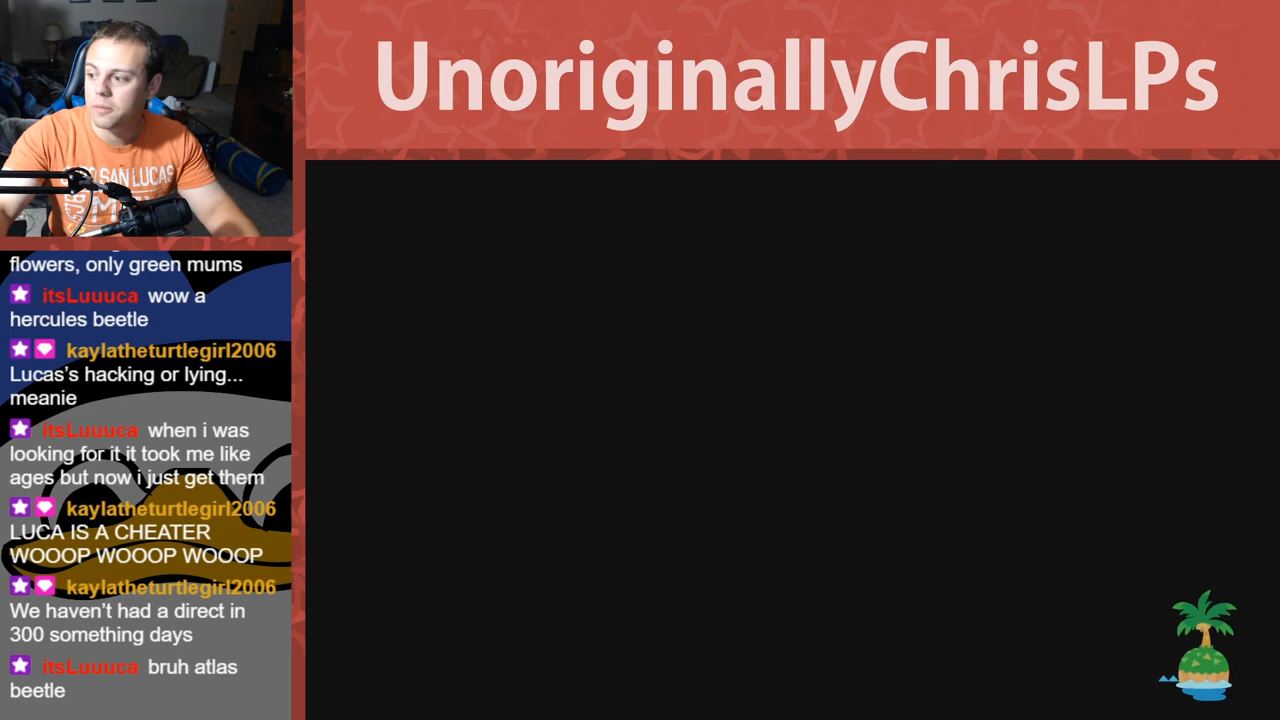 UnoriginallyChrisLPs
SAN LUCAS
flowers, only green mums
itsLuuuca wow a
hercules beetle
kaylatheturtlegirl2006
Lucas’s hacking or lying...
meanie
itsLuuuca when i was
looking for it it took me like
ages but now i just get them
kaylatheturtlegirl2006
LUCA IS A CHEATER
WOOOP WOOOP WOOOP
kaylatheturtlegirl2006
We haven’t had a direct in
300 something days
itsLuuuca bruh atlas
beetle